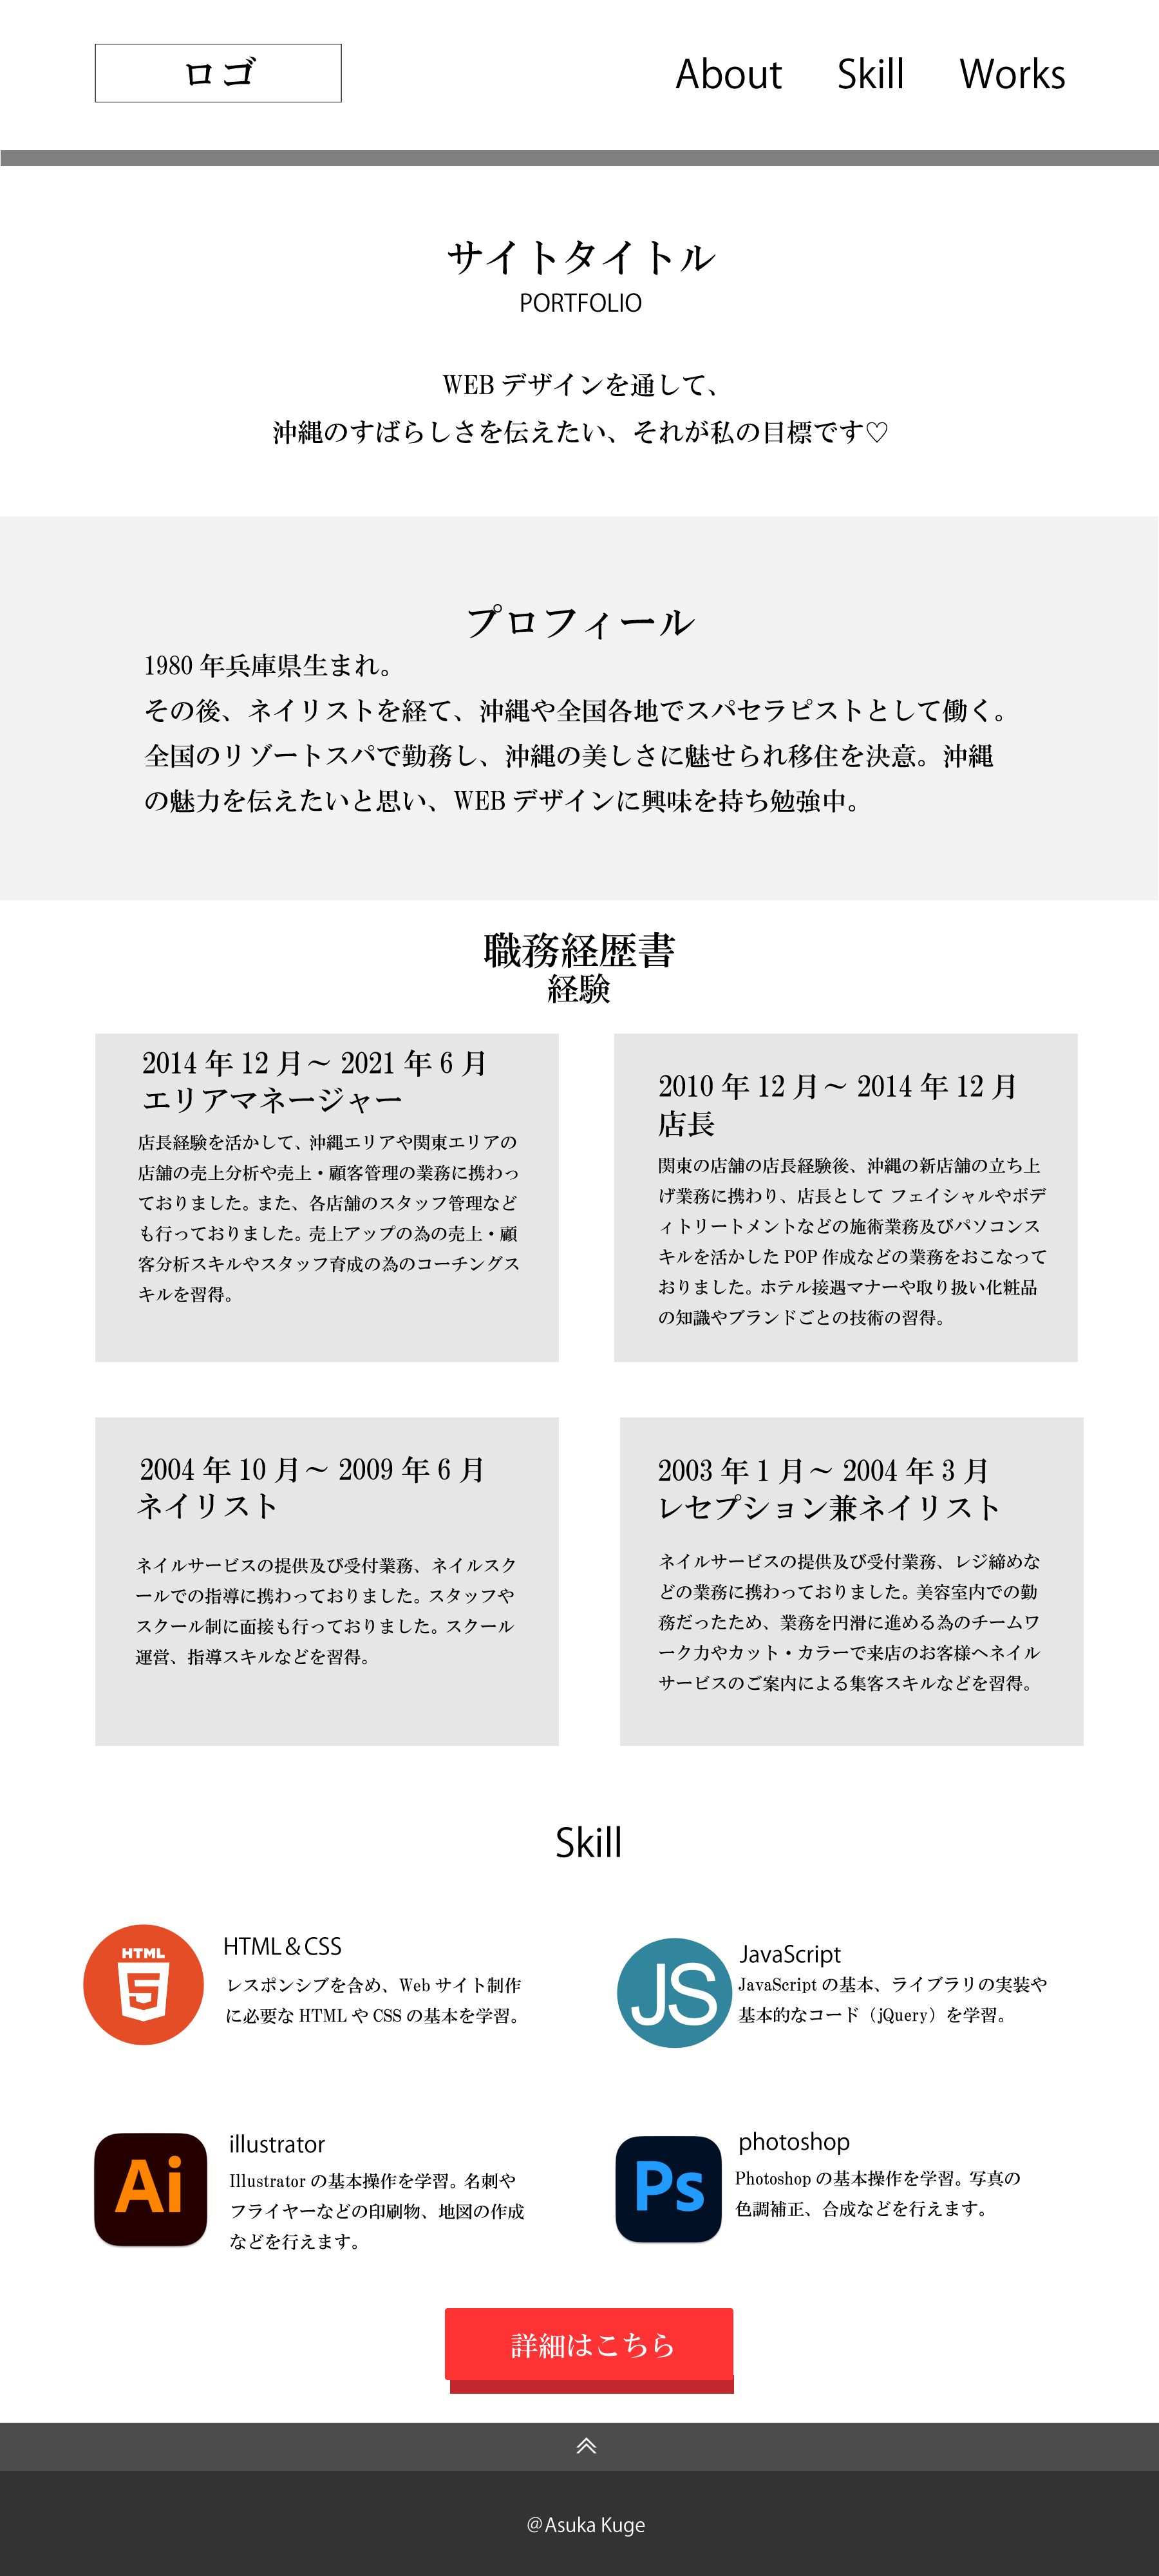 ロゴ
About Skill Works
サイトタイトル
PORTFOLIO
WEB デザインを通して、
沖縄のすばらしさを伝えたい、それが私の目標です♡
プロフィール
1980 年兵庫県生まれ。
その後、ネイリストを経て、沖縄や全国各地でスパセラピストとして働く。
全国のリゾートスパで勤務し、沖縄の美しさに魅せられ移住を決意。沖縄
の魅力を伝えたいと思い、WEB デザインに興味を持ち勉強中。
職務経歴書
経験
2014 年 12 月～ 2021 年 6 月
エリアマネージャー
店長経験を活かして、沖縄エリアや関東エリアの
店舗の売上分析や売上・顧客管理の業務に携わっ
ておりました。また、各店舗のスタッフ管理など
も行っておりました。売上アップの為の売上・顧
客分析スキルやスタッフ育成の為のコーチングス
キルを習得。
2010 年 12 月～ 2014 年 12 月
店長
関東の店舗の店長経験後、沖縄の新店舗の立ち上
げ業務に携わり、店長として フェイシャルやボデ
ィトリートメントなどの施術業務及びパソコンス
キルを活かした POP 作成などの業務をおこなって
おりました。ホテル接遇マナーや取り扱い化粧品
の知識やブランドごとの技術の習得。
2004 年 10 月～ 2009 年 6 月
ネイリスト
ネイルサービスの提供及び受付業務、ネイルスク
ールでの指導に携わっておりました。スタッフや
スクール制に面接も行っておりました。スクール
運営、指導スキルなどを習得。
2003 年 1 月～ 2004 年 3 月
レセプション兼ネイリスト
ネイルサービスの提供及び受付業務、レジ締めな
どの業務に携わっておりました。美容室内での勤
務だったため、業務を円滑に進める為のチームワ
ーク力やカット・カラーで来店のお客様へネイル
サービスのご案内による集客スキルなどを習得。
Skill
HTML
5
HTML＆CSS
レスポンシブを含め、Web サイト制作
に必要な HTML や CSS の基本を学習。
JS
JavaScript
JavaScript の基本、ライブラリの実装や
基本的なコード（jQuery）を学習。
Ai
illustrator
Illustrator の基本操作を学習。名刺や
フライヤーなどの印刷物、地図の作成
などを行えます。
Ps
photoshop
Photoshop の基本操作を学習。写真の
色調補正、合成などを行えます。
詳細はこちら
＠Asuka Kuge